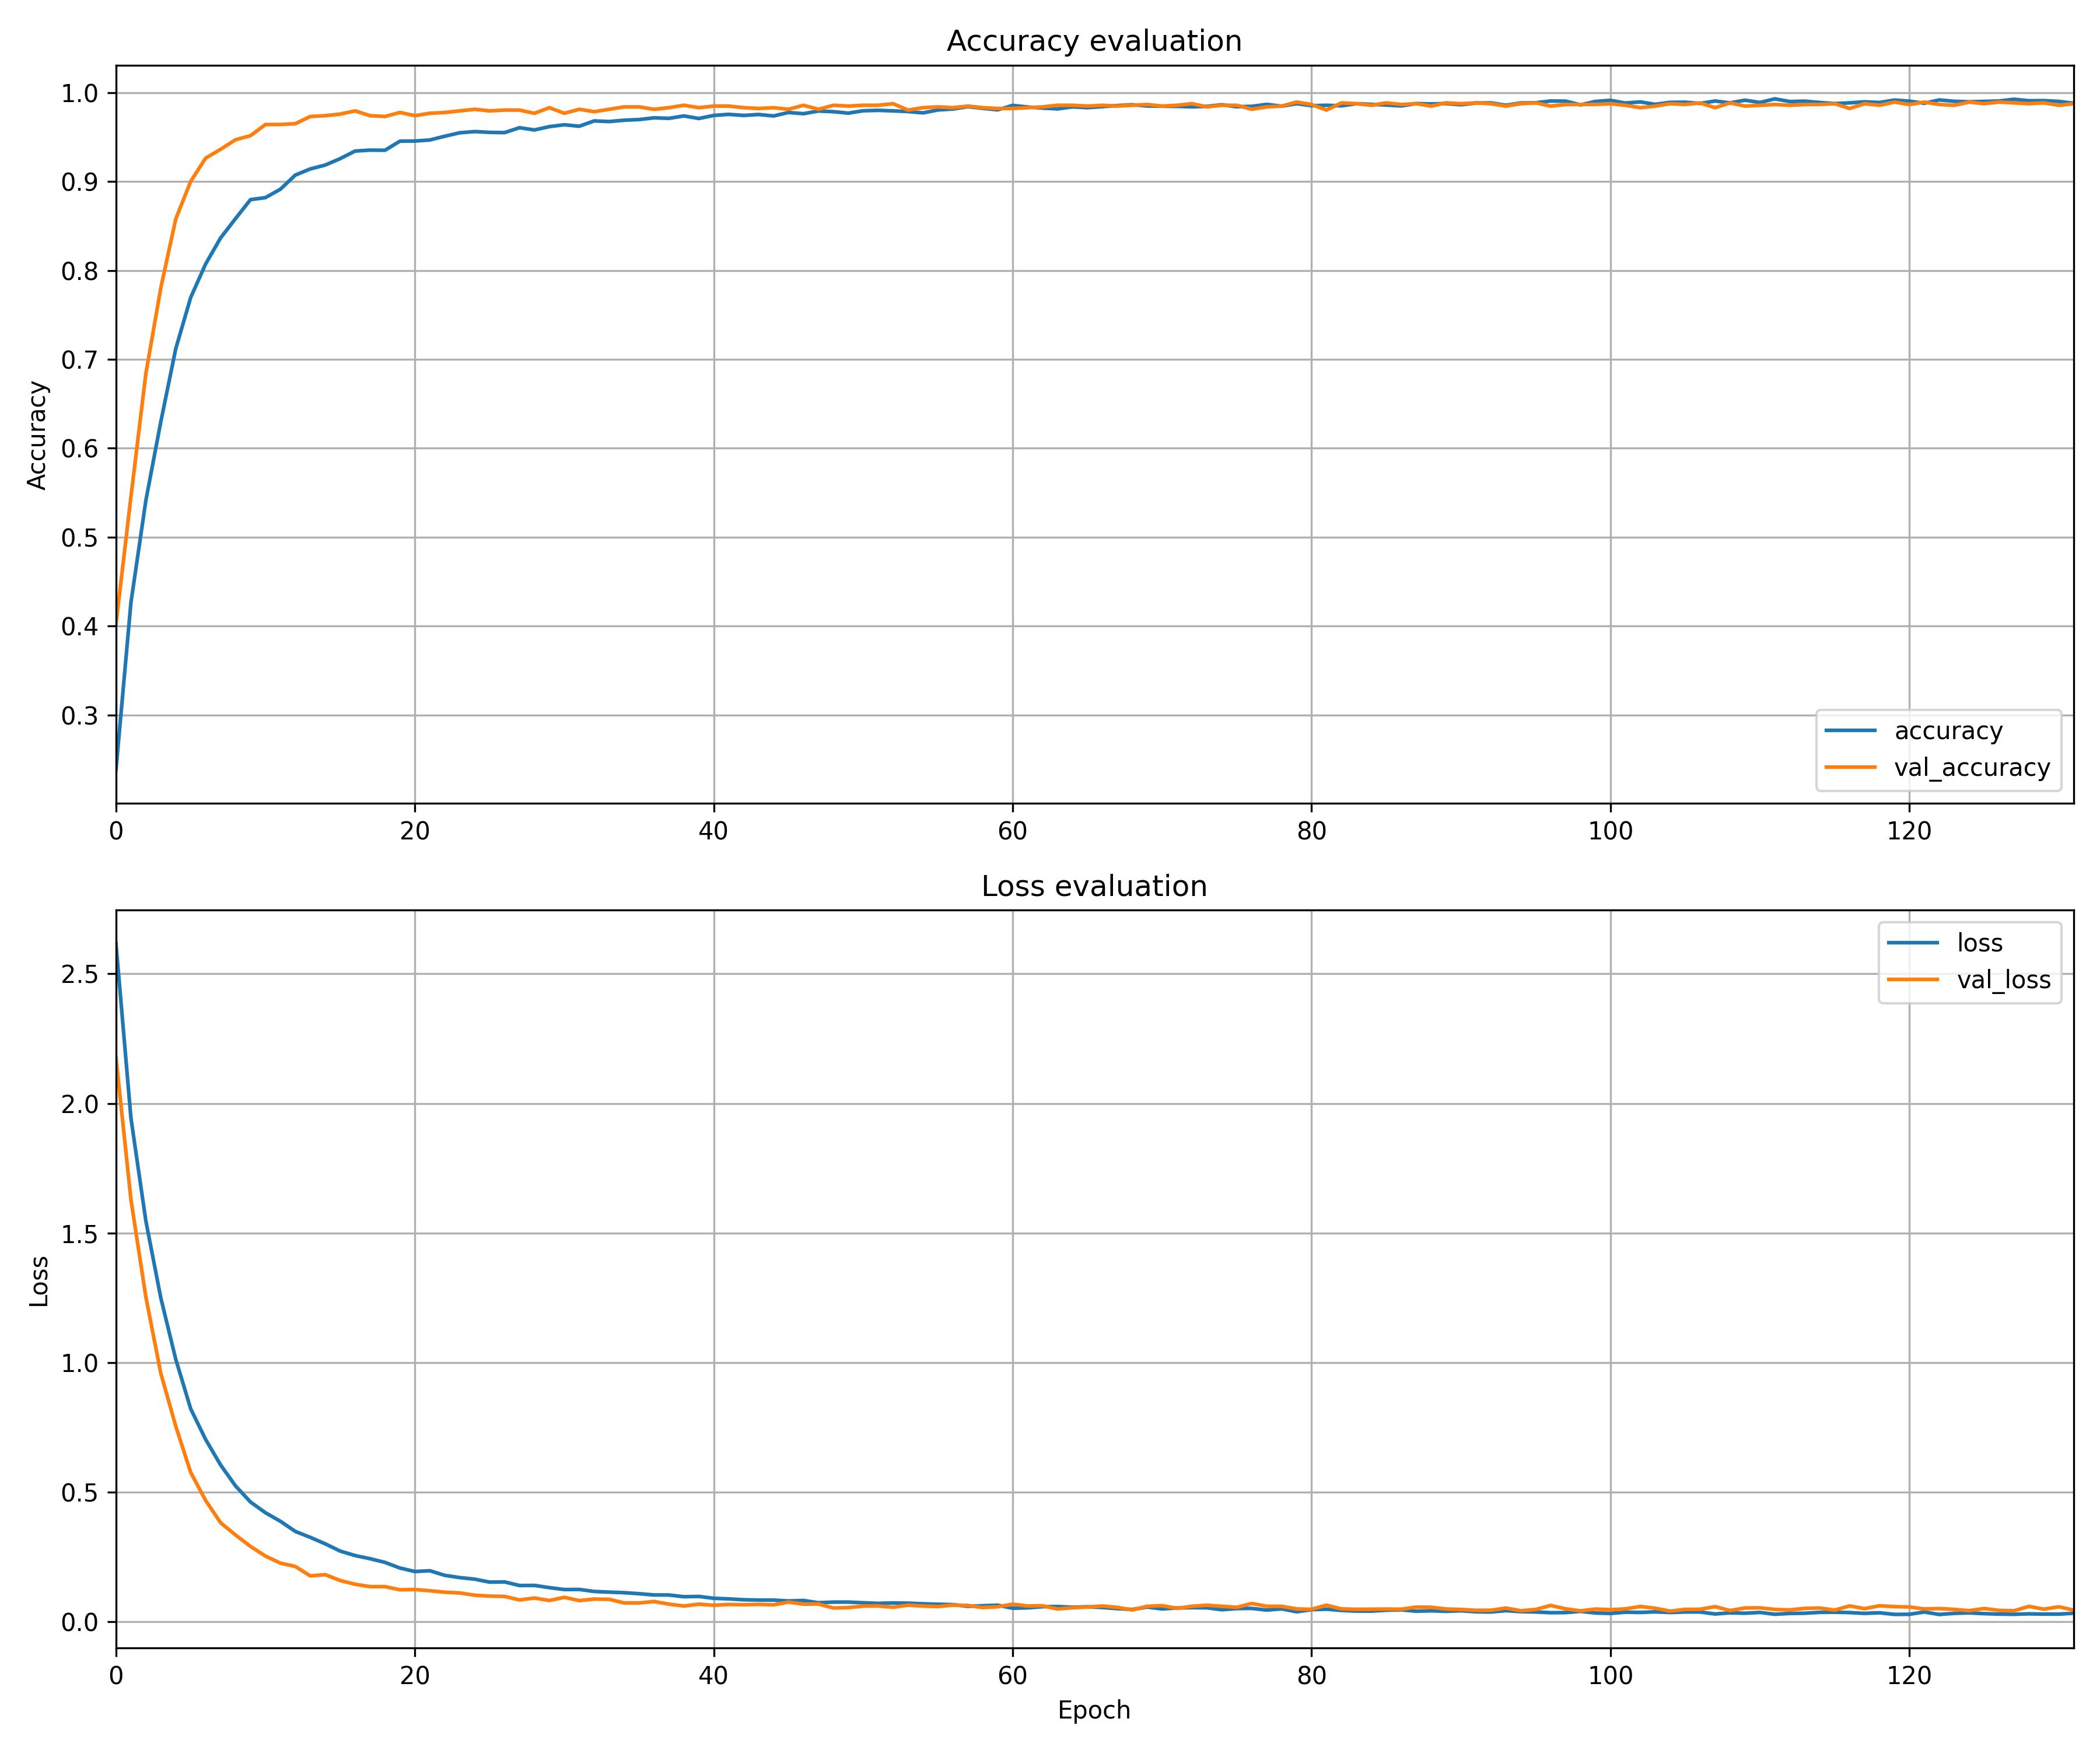 Accuracy evaluation
1.0
0.9
0.8
0.7
0.6
0.5
0.4
0.3
Accuracy
accuracy
val_accuracy
0 20 40 60 80 100 120
Loss evaluation
2.5
2.0
1.5
1.0
0.5
0.0
Loss
loss
val_loss
0 20 40 60 80 100 120
Epoch